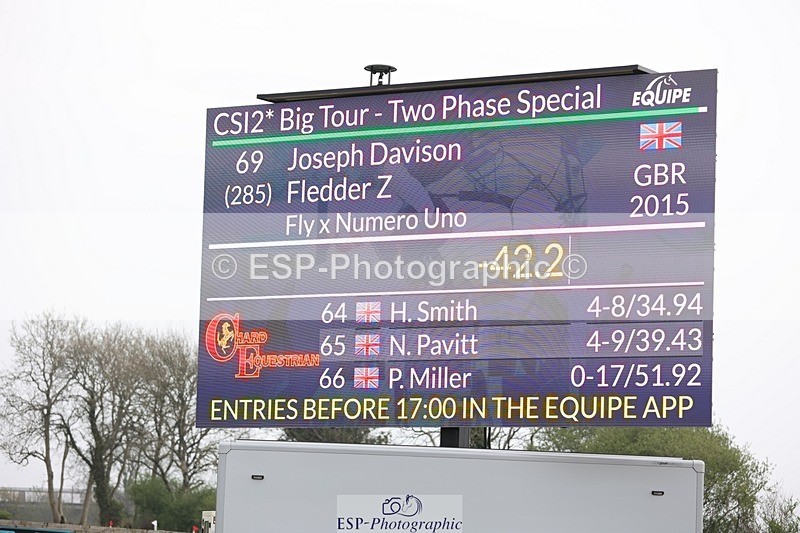 CSI2* Big Tour - Two Phase Special
EQUIPE
69 Joseph Davison
(285) Fledder Z GBR
Fly x Numero Uno 2015
-42.2
© ESP-Photographic ©
64 H. Smith 4-8/34.94
65 N. Pavitt 4-9/39.43
66 P. Miller 0-17/51.92
CHARD
EQUESTRIAN
ENTRIES BEFORE 17:00 IN THE EQUIPE APP
ESP-Photographic